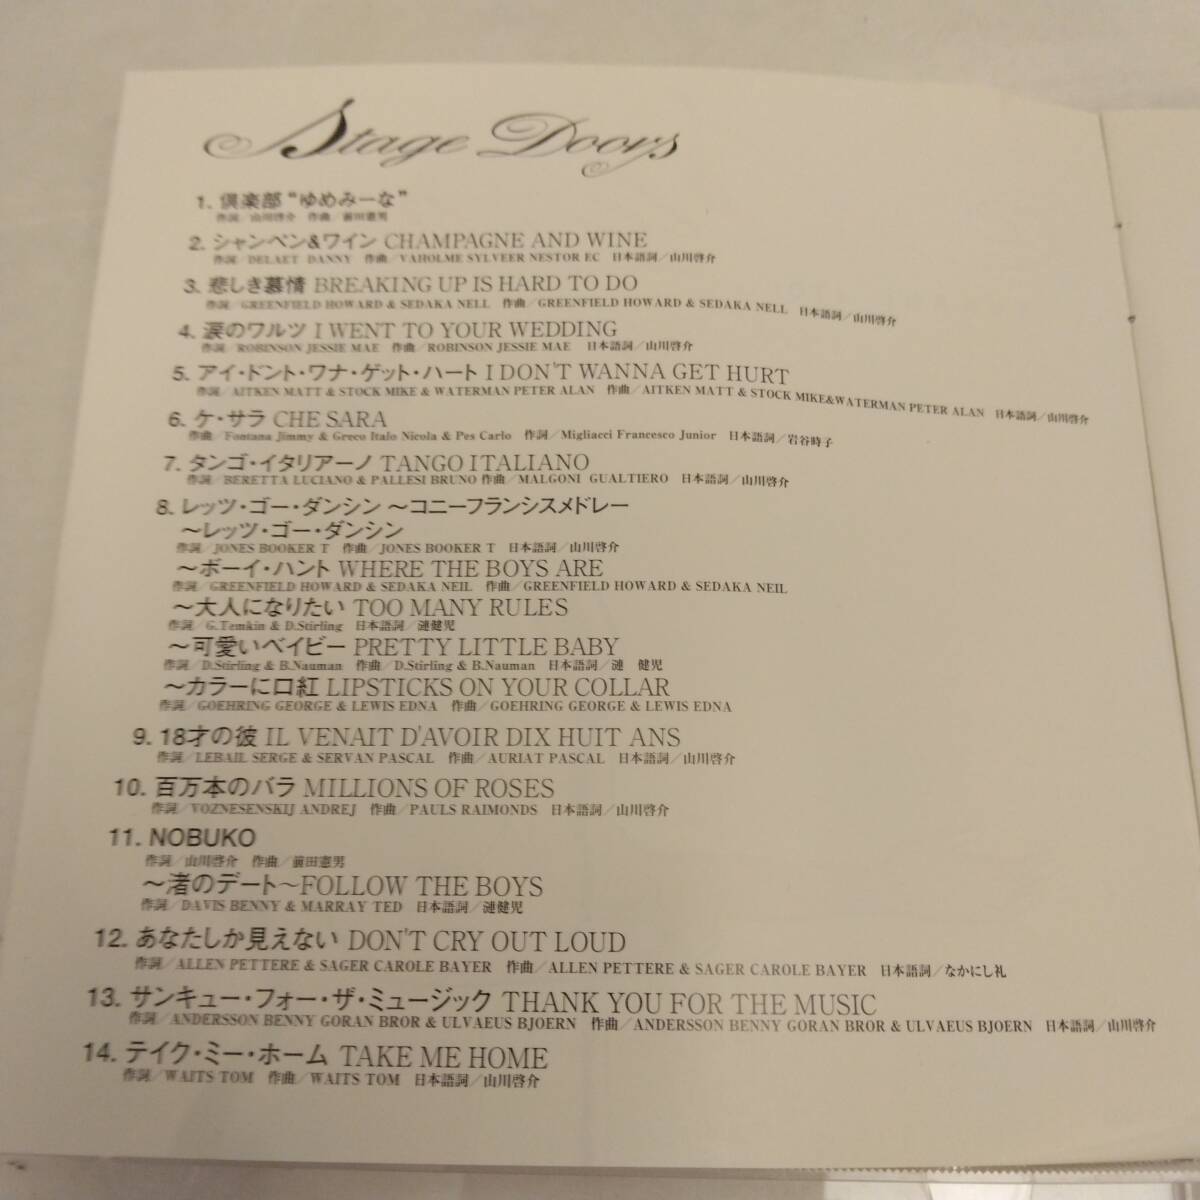 Stage Doors
1. 倶楽部“ゆめみーな”
作詞／山川啓介 作曲／前田憲男
2. シャンペン&ワイン CHAMPAGNE AND WINE
作詞／DELAET DANNY 作曲／VAHOLME SYLVEER NESTOR EC 日本語詞／山川啓介
3. 悲しき慕情 BREAKING UP IS HARD TO DO
作詞／GREENFIELD HOWARD & SEDAKA NELL 作曲／GREENFIELD HOWARD & SEDAKA NELL 日本語詞／山川啓介
4. 涙のワルツ I WENT TO YOUR WEDDING
作詞／ROBINSON JESSIE MAE 作曲／ROBINSON JESSIE MAE 日本語詞／山川啓介
5. アイ・ドント・ワナ・ゲット・ハート I DON'T WANNA GET HURT
作詞／AITKEN MATT & STOCK MIKE & WATERMAN PETER ALAN 作曲／AITKEN MATT & STOCK MIKE&WATERMAN PETER ALAN 日本語詞／山川啓介
6. ケ・サラ CHE SARA
作曲／Fontana Jimmy & Greco Italo Nicola & Pes Carlo 作詞／Migliacci Francesco Junior 日本語詞／岩谷時子
7. タンゴ・イタリアーノ TANGO ITALIANO
作詞／BERETTA LUCIANO & PALLESI BRUNO 作曲／MALGONI GUALTIERO 日本語詞／山川啓介
8. レッツ・ゴー・ダンシン ～コニーフランシスメドレー
～レッツ・ゴー・ダンシン
作詞／JONES BOOKER T 作曲／JONES BOOKER T 日本語詞／山川啓介
～ボーイ・ハント WHERE THE BOYS ARE
作詞／GREENFIELD HOWARD & SEDAKA NEIL 作曲／GREENFIELD HOWARD & SEDAKA NEIL
～大人になりたい TOO MANY RULES
作詞／G.Temkin & D.Stirling 日本語詞／漣健児
～可愛いベイビー PRETTY LITTLE BABY
作詞／D.Stirling & B.Nauman 作曲／D.Stirling & B.Nauman 日本語詞／漣 健児
～カラーに口紅 LIPSTICKS ON YOUR COLLAR
作詞／GOEHRING GEORGE & LEWIS EDNA 作曲／GOEHRING GEORGE & LEWIS EDNA
9. 18才の彼 IL VENAIT D'AVOIR DIX HUIT ANS
作詞／LEBAIL SERGE & SERVAN PASCAL 作曲／AURIAT PASCAL 日本語詞／山川啓介
10. 百万本のバラ MILLIONS OF ROSES
作詞／VOZNESENSKIJ ANDREJ 作曲／PAULS RAIMONDS 日本語詞／山川啓介
11. NOBUKO
作詞／山川啓介 作曲／前田憲男
～渚のデート～FOLLOW THE BOYS
作詞／DAVIS BENNY & MARRAY TED 日本語詞／漣健児
12. あなたしか見えない DON'T CRY OUT LOUD
作詞／ALLEN PETTERE & SAGER CAROLE BAYER 作曲／ALLEN PETTERE & SAGER CAROLE BAYER 日本語詞／なかにし礼
13. サンキュー・フォー・ザ・ミュージック THANK YOU FOR THE MUSIC
作詞／ANDERSSON BENNY GORAN BROR & ULVAEUS BJOERN 作曲／ANDERSSON BENNY GORAN BROR & ULVAEUS BJOERN 日本語詞／山川啓介
14. テイク・ミー・ホーム TAKE ME HOME
作詞／WAITS TOM 作曲／WAITS TOM 日本語詞／山川啓介